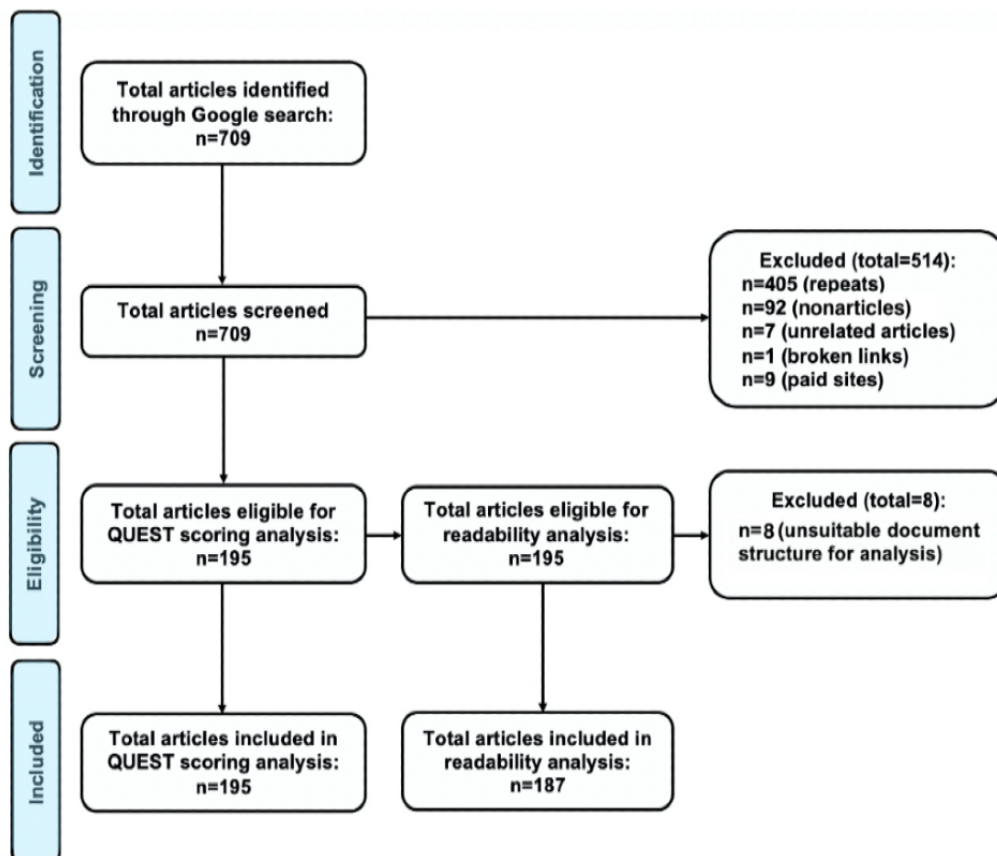 Identification
Total articles identified
through Google search:
n=709
Screening
Total articles screened
n=709
Excluded (total=514):
n=405 (repeats)
n=92 (nonarticles)
n=7 (unrelated articles)
n=1 (broken links)
n=9 (paid sites)
Eligibility
Total articles eligible for
QUEST scoring analysis:
n=195
Total articles eligible for
readability analysis:
n=195
Excluded (total=8):
n=8 (unsuitable document
structure for analysis)
Included
Total articles included in
QUEST scoring analysis:
n=195
Total articles included in
readability analysis:
n=187